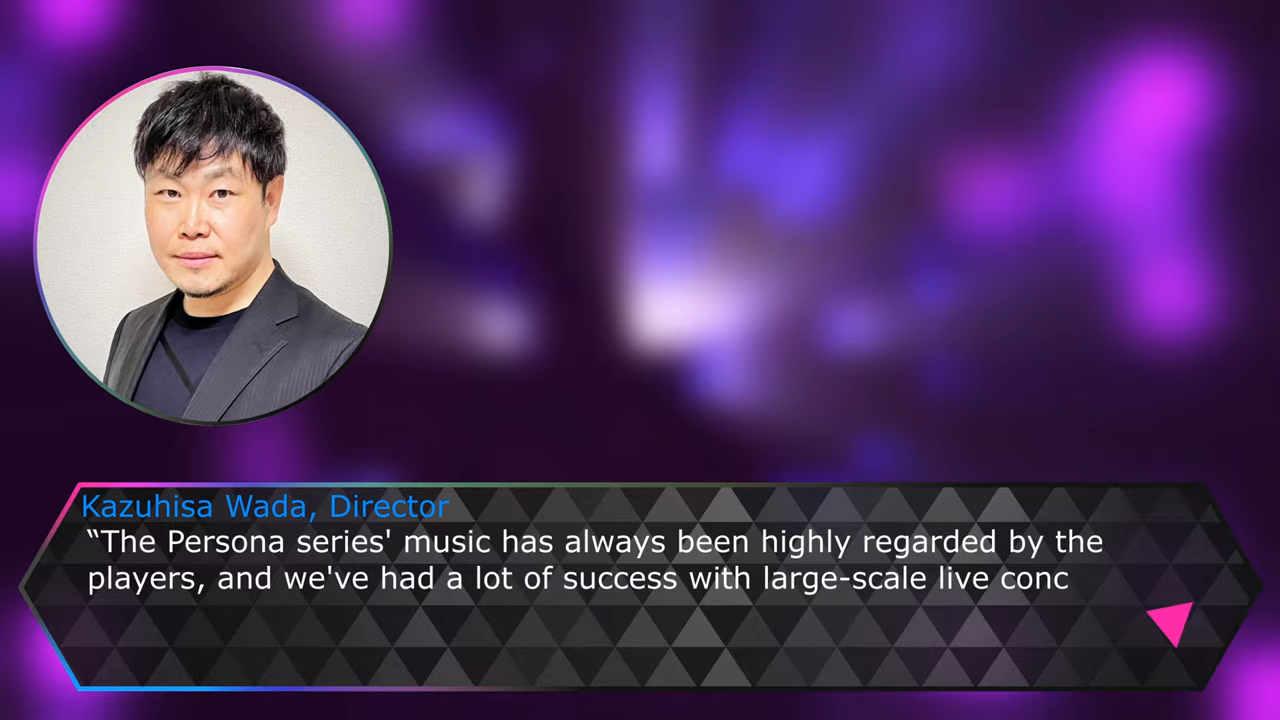 Kazuhisa Wada, Director
“The Persona series' music has always been highly regarded by the
players, and we've had a lot of success with large-scale live conc